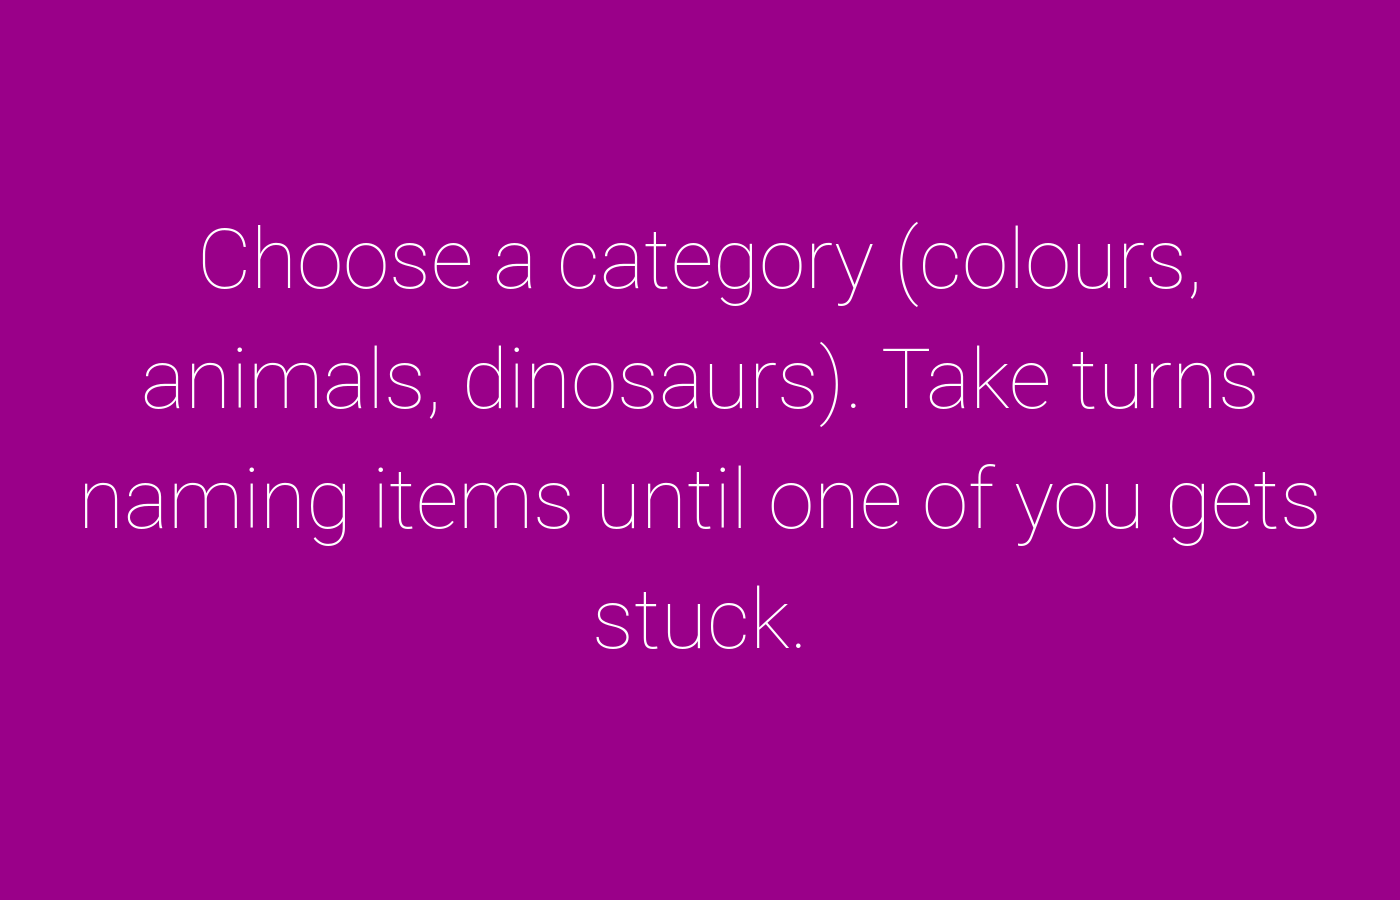 Choose a category (colours,
animals, dinosaurs). Take turns
naming items until one of you gets
stuck.